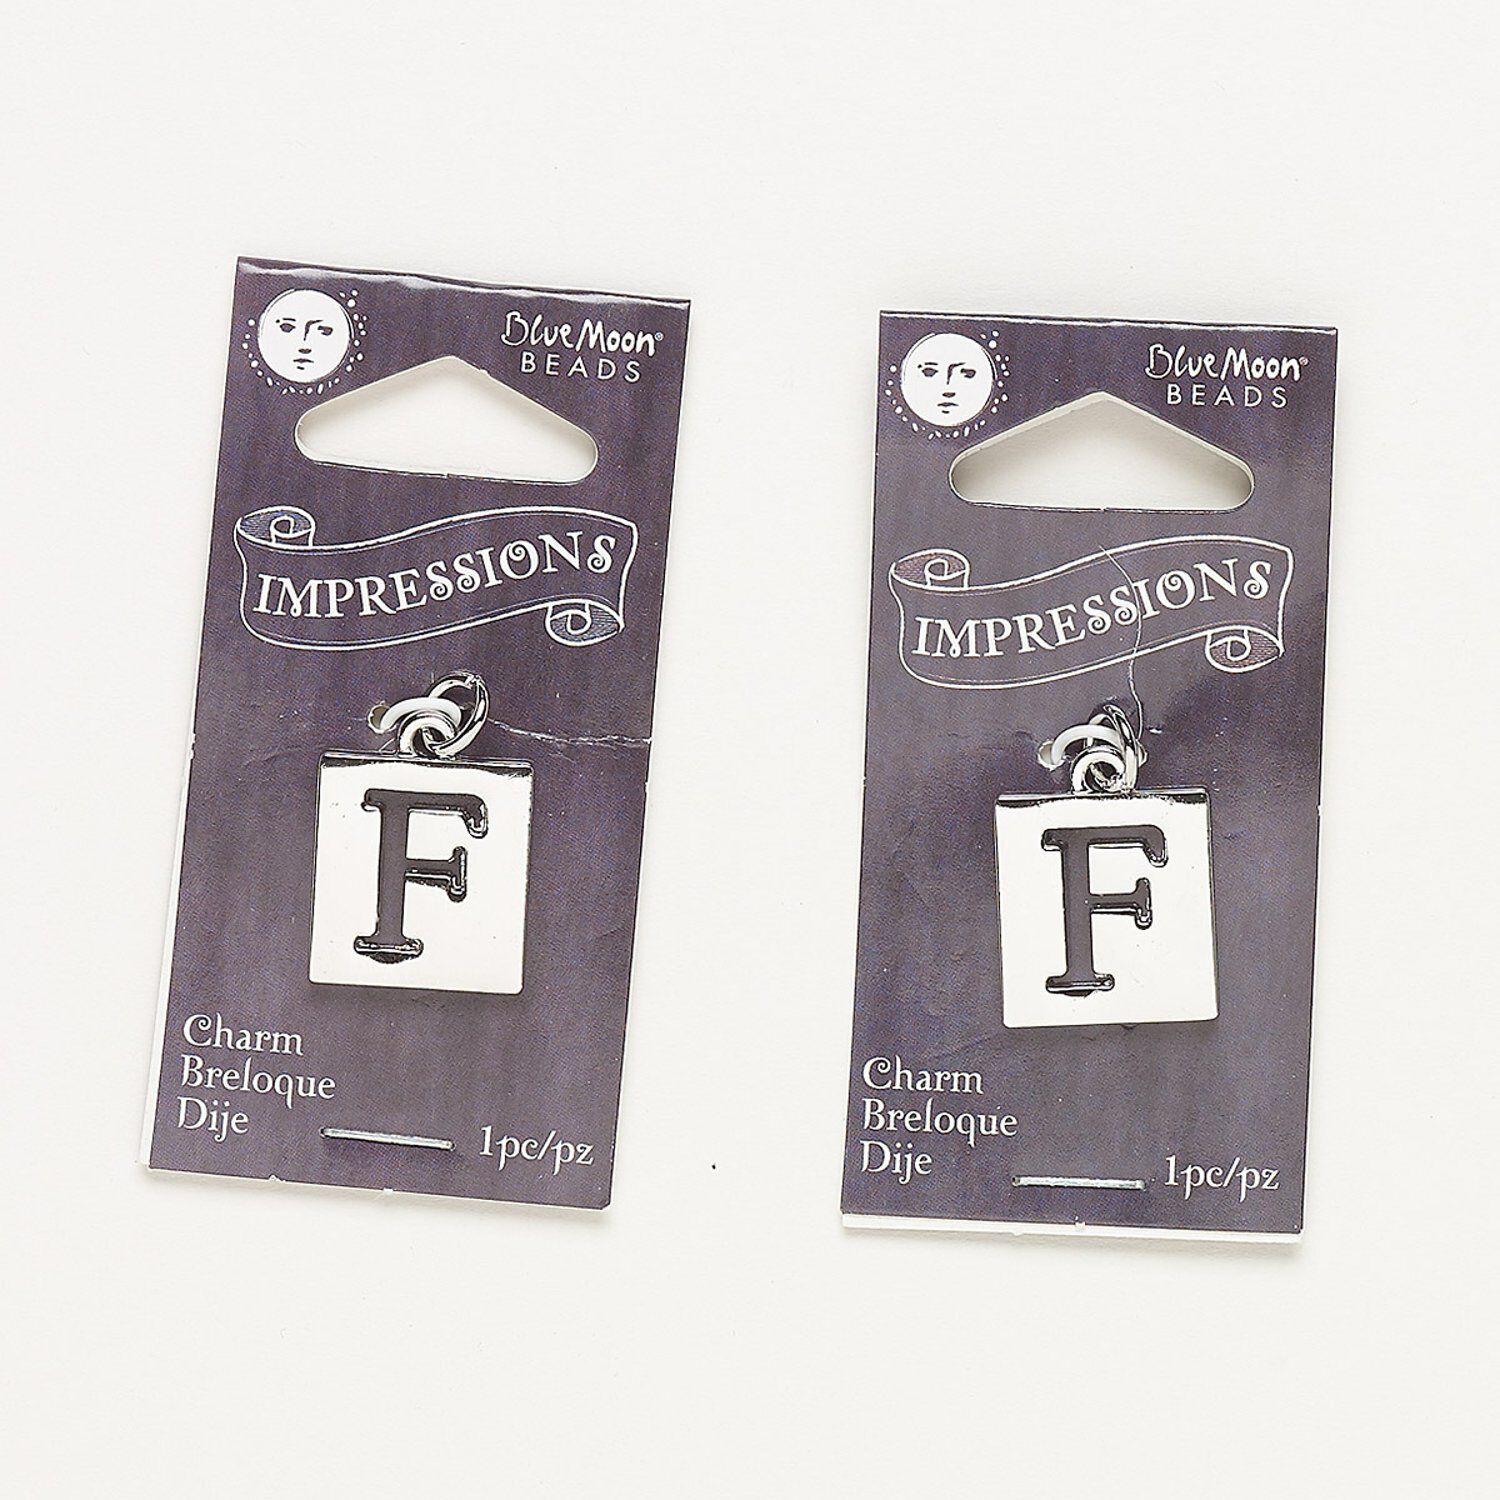 Blue Moon®
BEADS
IMPRESSIONS
F
Charm
Breloque
Dije
1pc/pz
Blue Moon®
BEADS
IMPRESSIONS
F
Charm
Breloque
Dije
1pc/pz